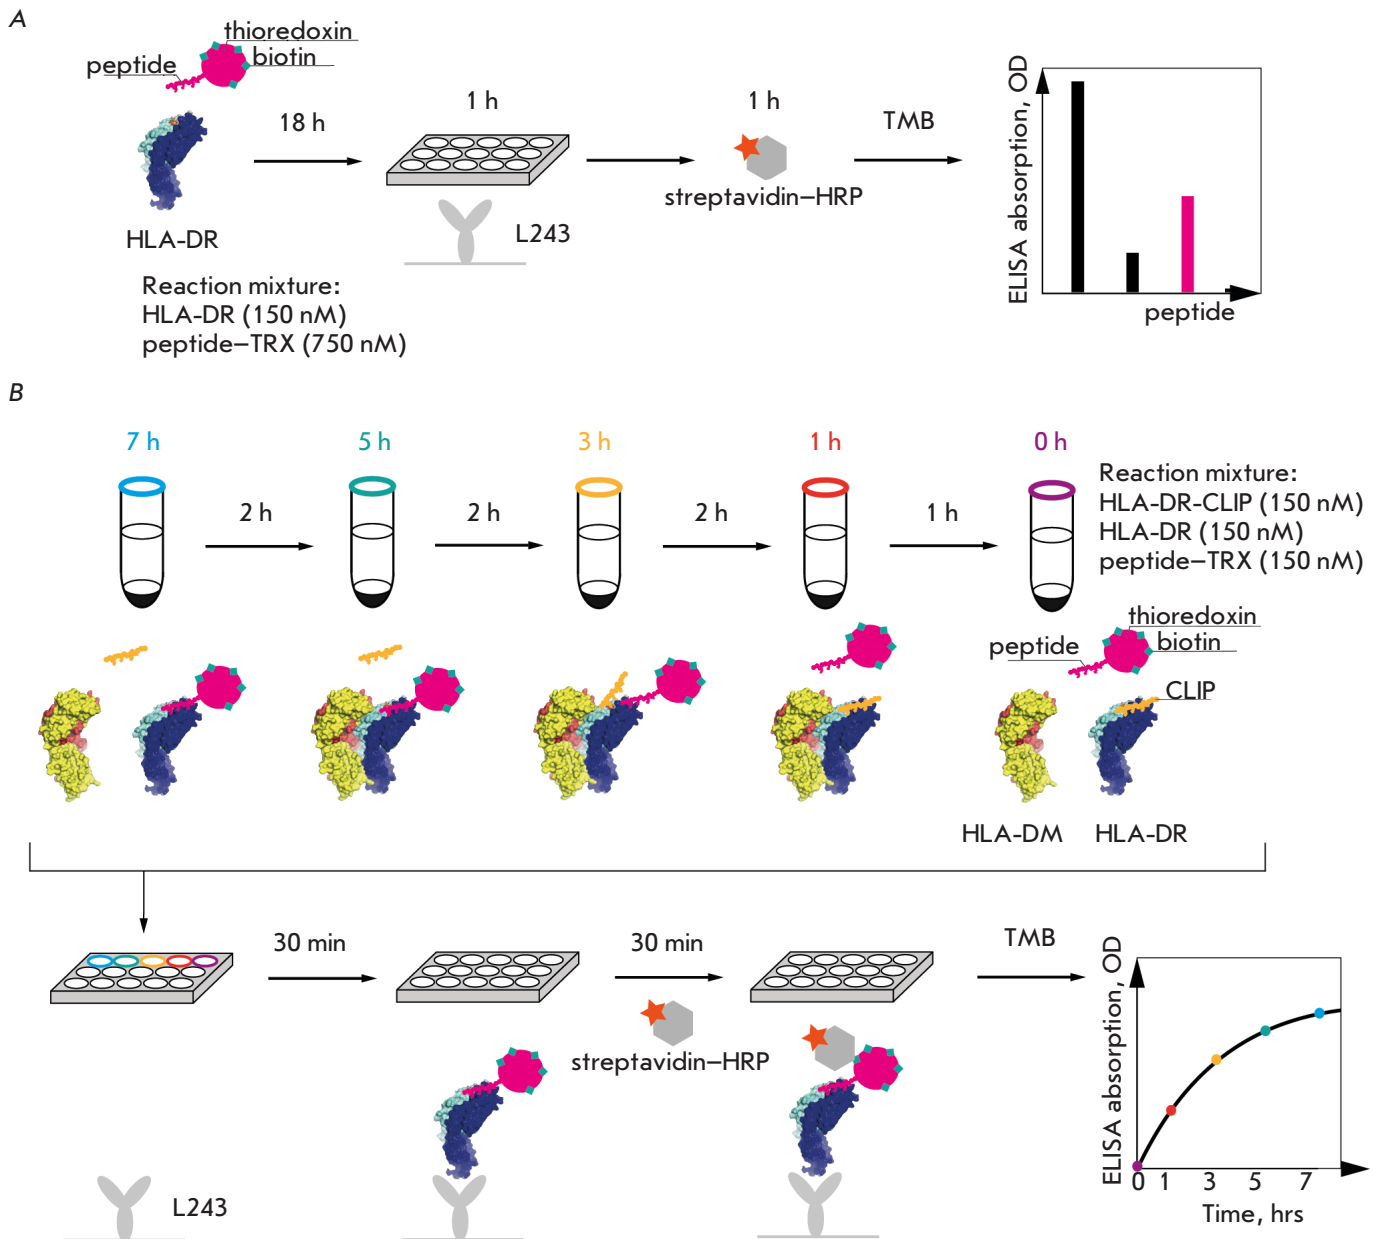 A
thioredoxin
biotin
peptide
18 h
1 h
1 h
TMB
streptavidin–HRP
HLA-DR
L243
Reaction mixture:
HLA-DR (150 nM)
peptide–TRX (750 nM)
ELISA absorption, OD
peptide
B
7 h
5 h
3 h
1 h
0 h
2 h
2 h
2 h
1 h
Reaction mixture:
HLA-DR-CLIP (150 nM)
HLA-DR (150 nM)
peptide–TRX (150 nM)
thioredoxin
biotin
peptide
CLIP
HLA-DM
HLA-DR
30 min
30 min
TMB
streptavidin–HRP
L243
ELISA absorption, OD
0 1 3 5 7
Time, hrs